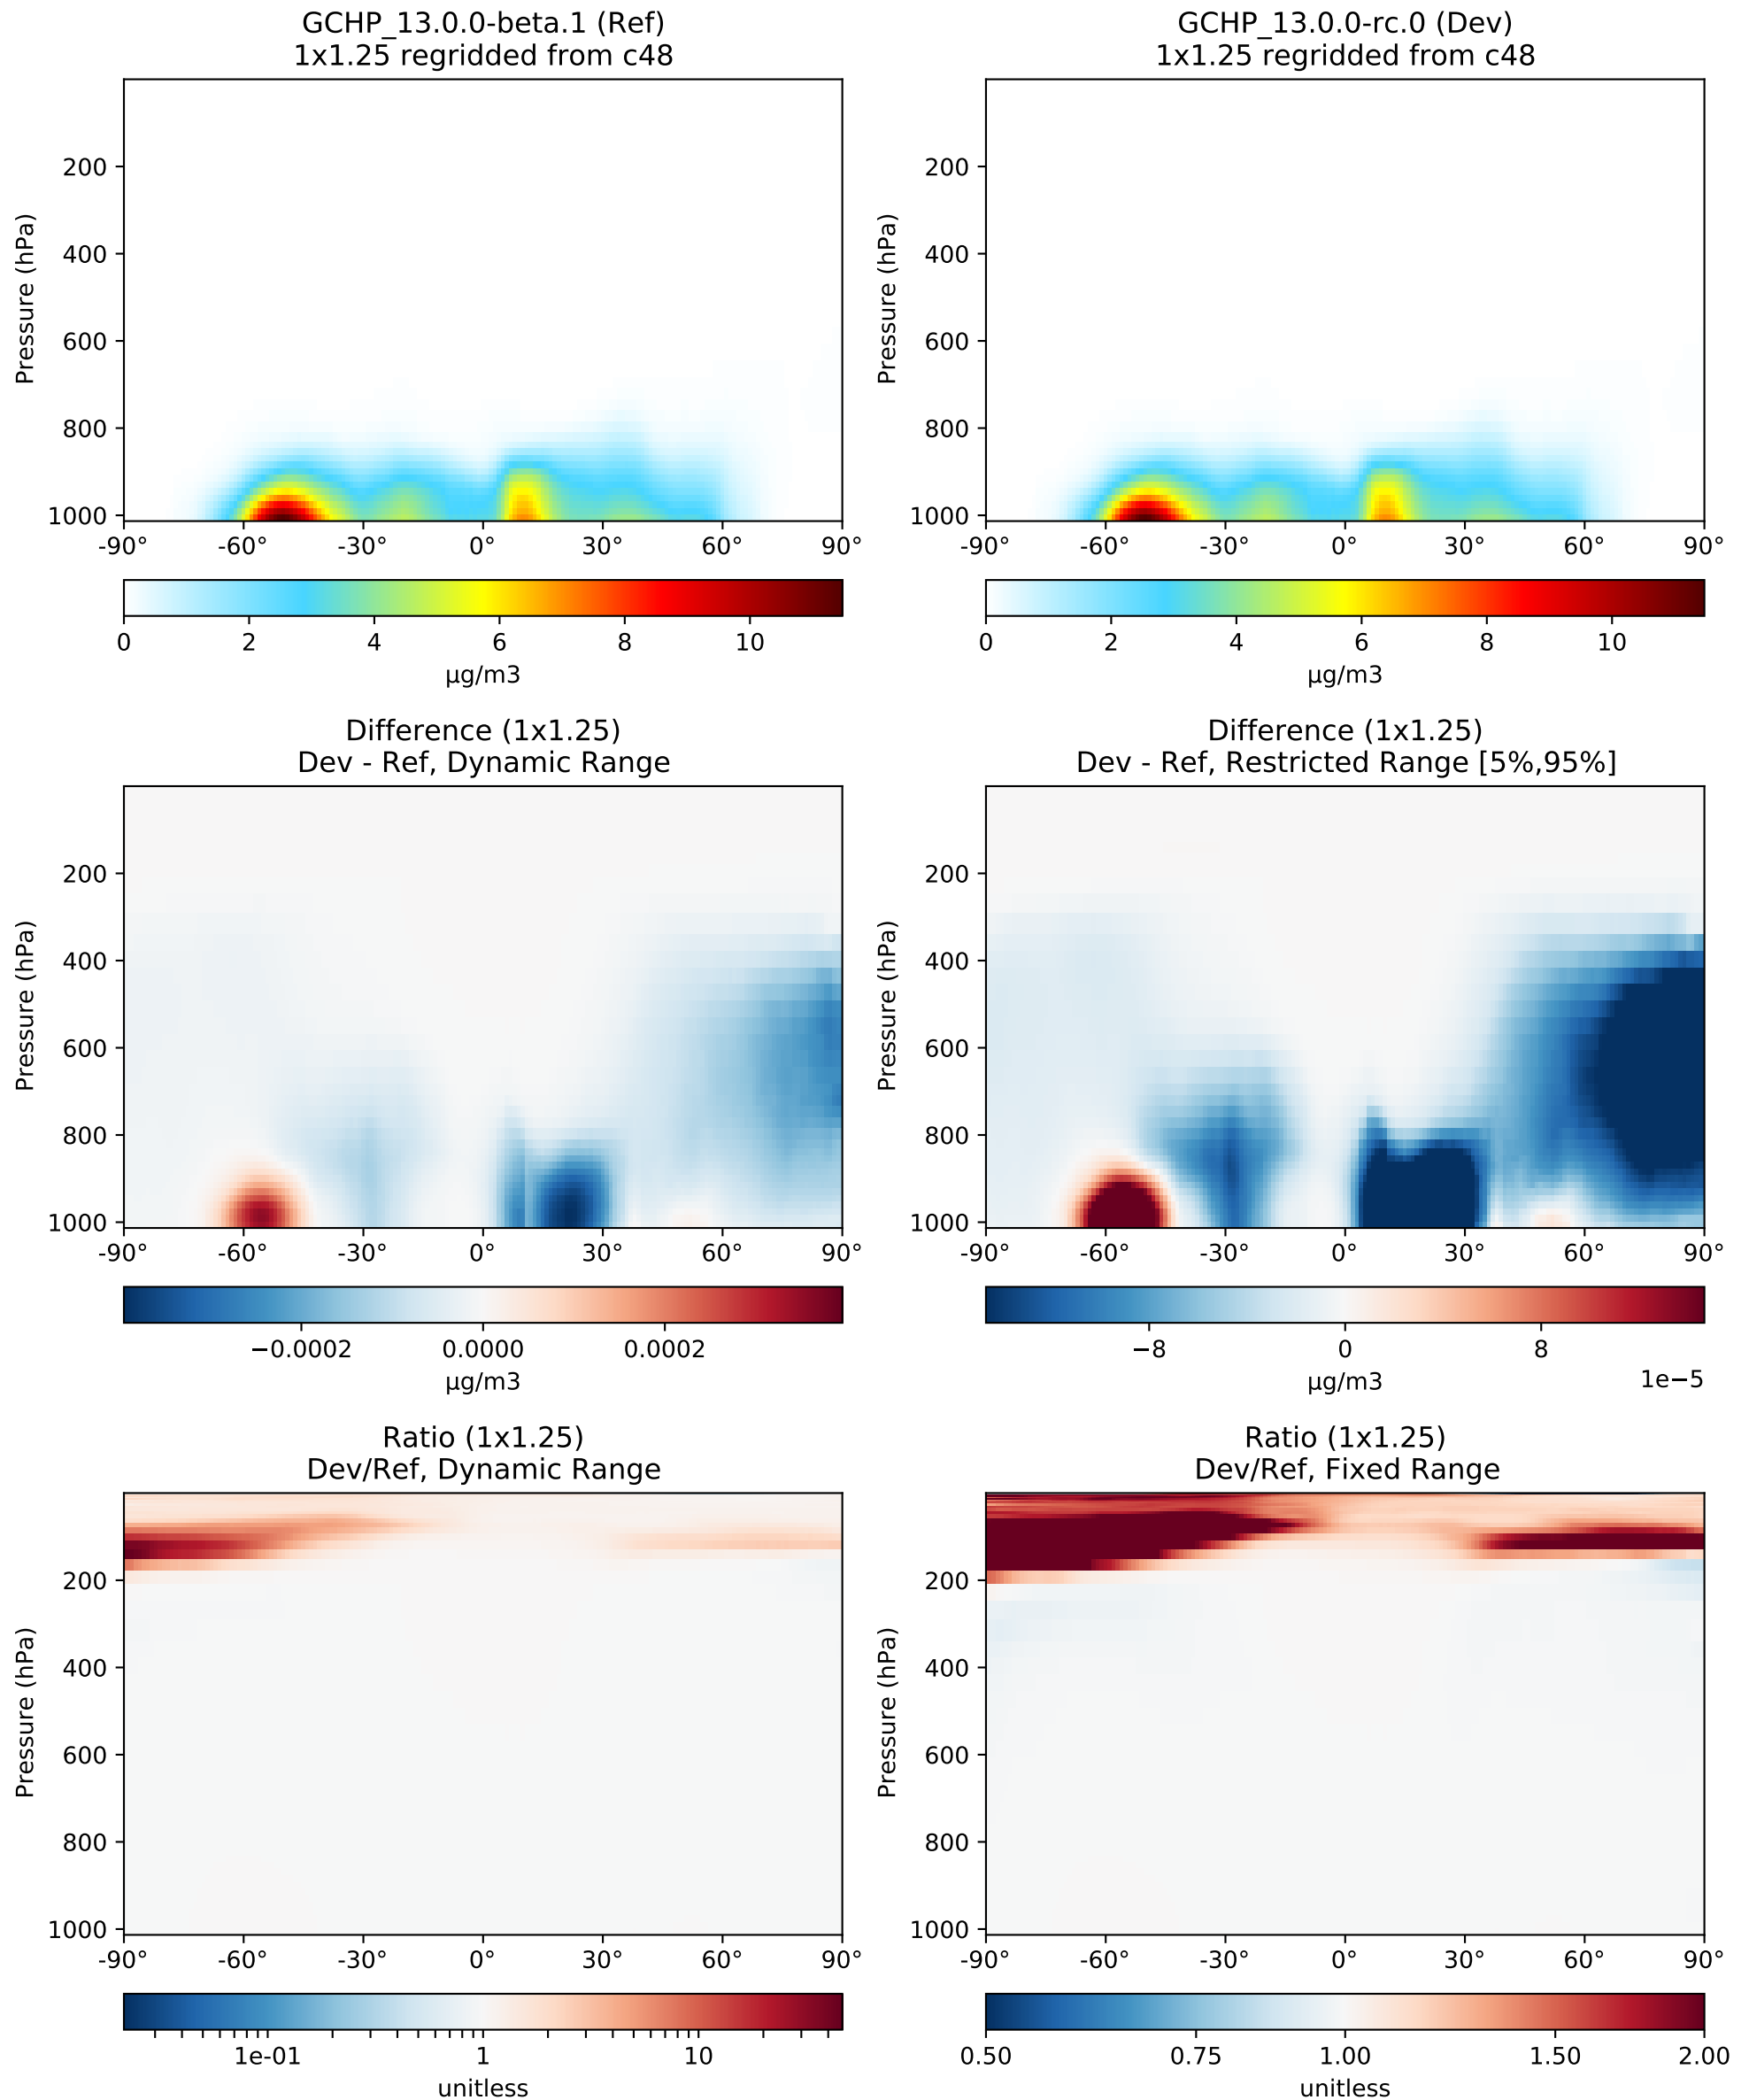 GCHP_13.0.0-beta.1 (Ref)
1x1.25 regridded from c48
Pressure (hPa)
200
400
600
800
1000
-90° -60° -30° 0° 30° 60° 90°
0 2 4 6 8 10
µg/m3
GCHP_13.0.0-rc.0 (Dev)
1x1.25 regridded from c48
Pressure (hPa)
200
400
600
800
1000
-90° -60° -30° 0° 30° 60° 90°
0 2 4 6 8 10
µg/m3
Difference (1x1.25)
Dev - Ref, Dynamic Range
Pressure (hPa)
200
400
600
800
1000
-90° -60° -30° 0° 30° 60° 90°
−0.0002 0.0000 0.0002
µg/m3
Difference (1x1.25)
Dev - Ref, Restricted Range [5%,95%]
Pressure (hPa)
200
400
600
800
1000
-90° -60° -30° 0° 30° 60° 90°
−8 0 8
1e−5
µg/m3
Ratio (1x1.25)
Dev/Ref, Dynamic Range
Pressure (hPa)
200
400
600
800
1000
-90° -60° -30° 0° 30° 60° 90°
1e-01 1 10
unitless
Ratio (1x1.25)
Dev/Ref, Fixed Range
Pressure (hPa)
200
400
600
800
1000
-90° -60° -30° 0° 30° 60° 90°
0.50 0.75 1.00 1.50 2.00
unitless